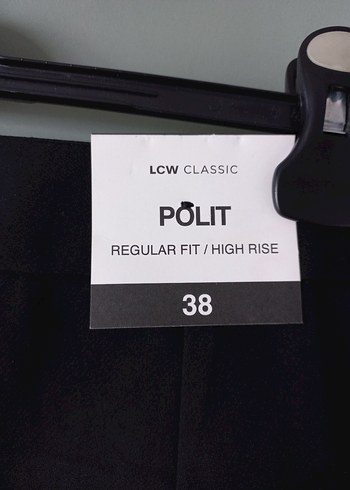 LCW CLASSIC
POLIT
REGULAR FIT / HIGH RISE
38